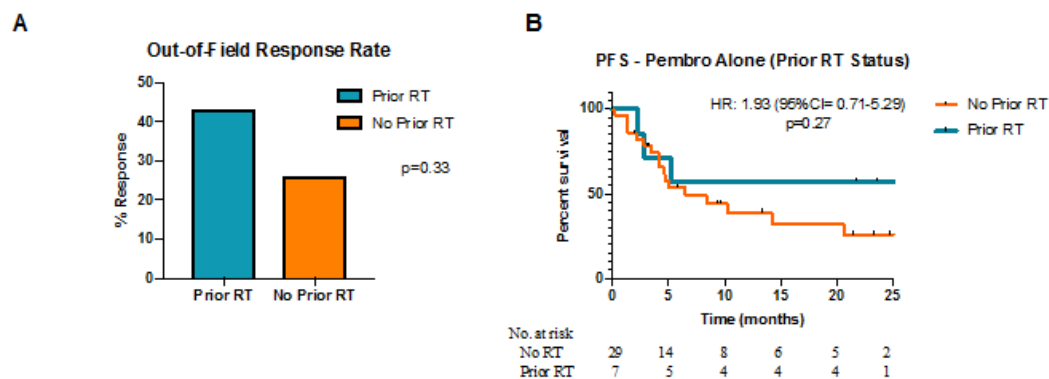 A
Out-of-Field Response Rate
% Response
50
40
30
20
10
0
Prior RT
No Prior RT
p=0.33
Prior RT
No Prior RT
B
PFS - Pembro Alone (Prior RT Status)
Percent survival
100
50
0
HR: 1.93 (95%CI= 0.71-5.29)
p=0.27
No Prior RT
Prior RT
0 5 10 15 20 25
Time (months)
No. at risk
No RT 29 14 8 6 5 2
Prior RT 7 5 4 4 4 1